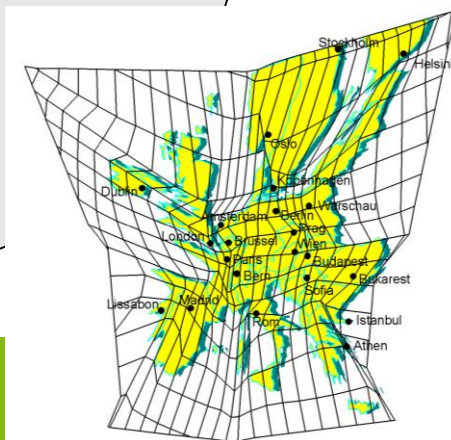 Stockholm
Helsin
Oslo
Kopenhagen
Dublin
Warschau
Amsterdam
Berlin
London
Brüssel
Prag
Wien
Paris
Budapest
Bern
Sofia
Bukarest
Lissabon
Madrid
Rom
Istanbul
Athen